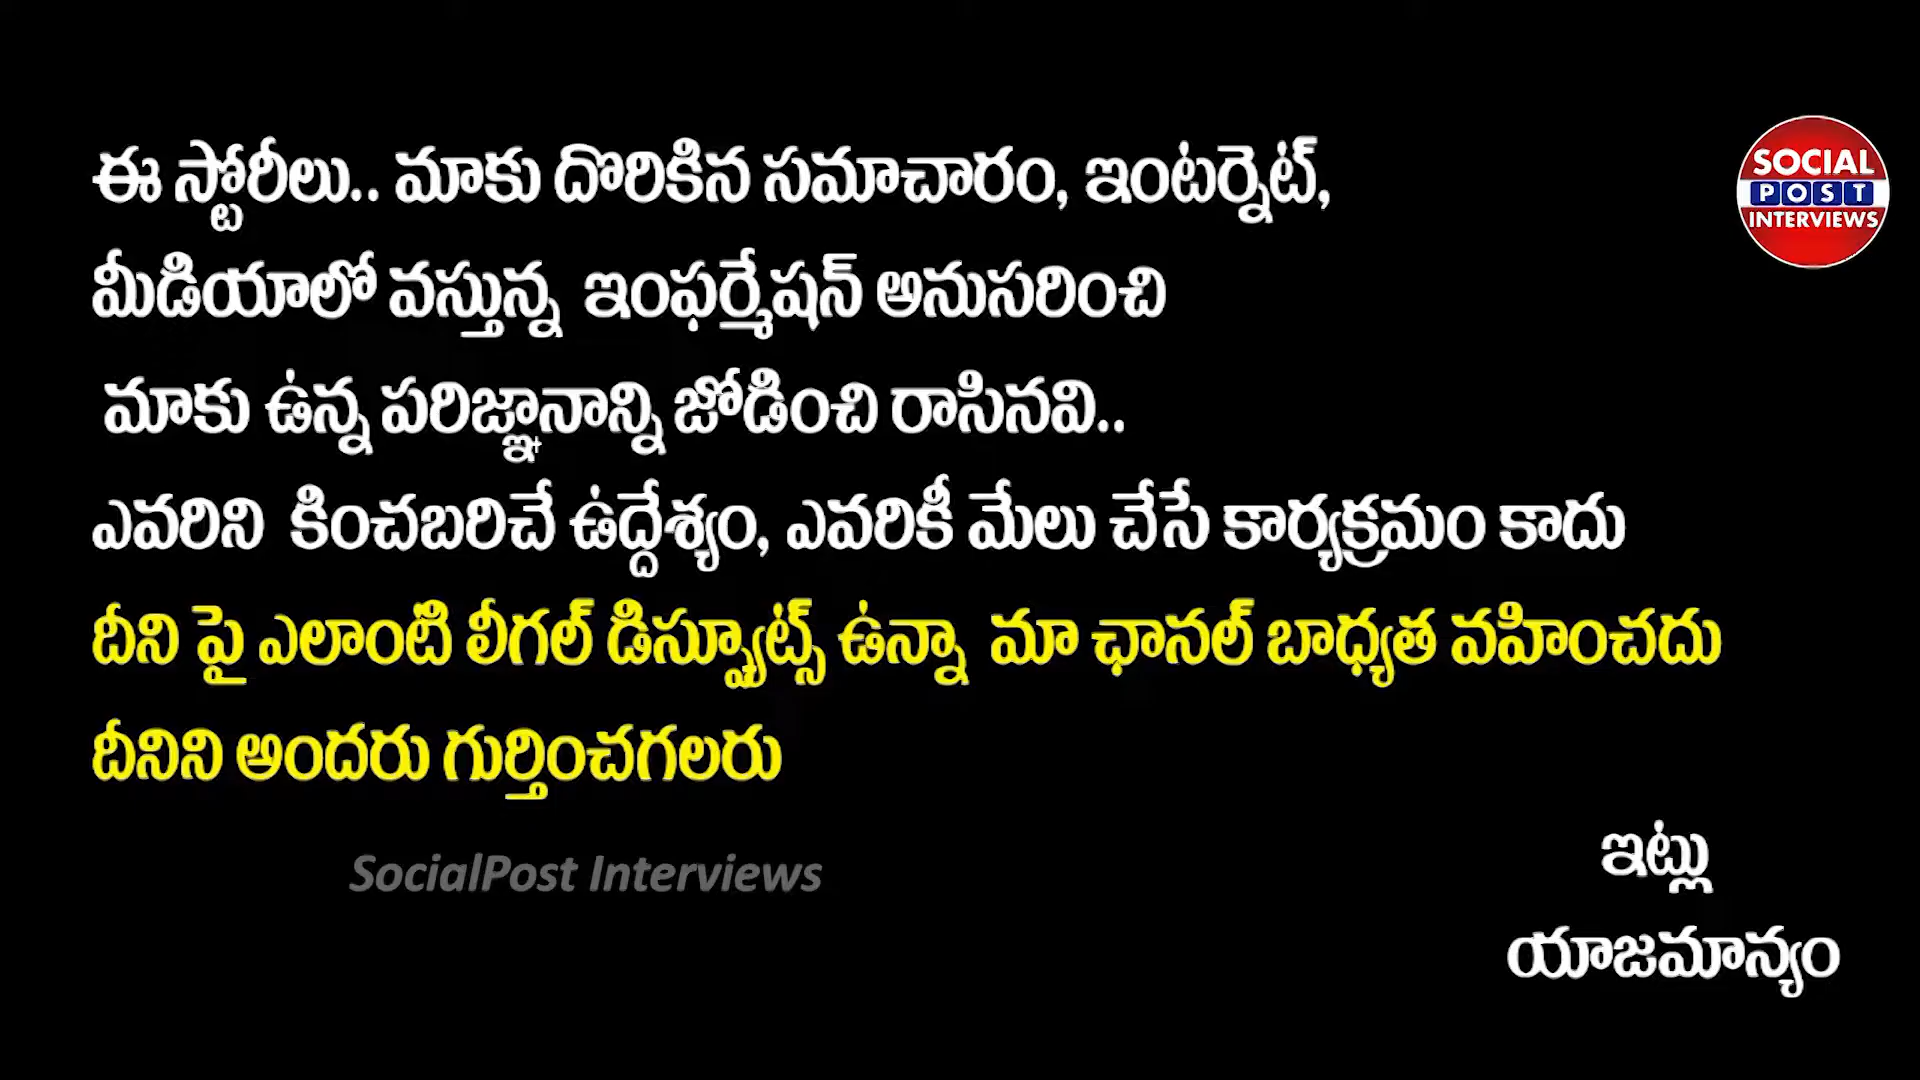 ఈ స్టోరీలు.. మాకు దొరికిన సమాచారం, ఇంటర్నెట్,
మీడియాలో వస్తున్న ఇంఫర్మేషన్ అనుసరించి
మాకు ఉన్న పరిజ్ఞానాన్ని జోడించి రాసినవి..
ఎవరిని కించబరిచే ఉద్దేశ్యం, ఎవరికీ మేలు చేసే కార్యక్రమం కాదు
దీని పై ఎలాంటి లీగల్ డిస్ప్యూట్స్ ఉన్నా మా ఛానల్ బాధ్యత వహించదు
దీనిని అందరు గుర్తించగలరు
ఇట్లు
యాజమాన్యం
SocialPost Interviews
SOCIAL
POST
INTERVIEWS